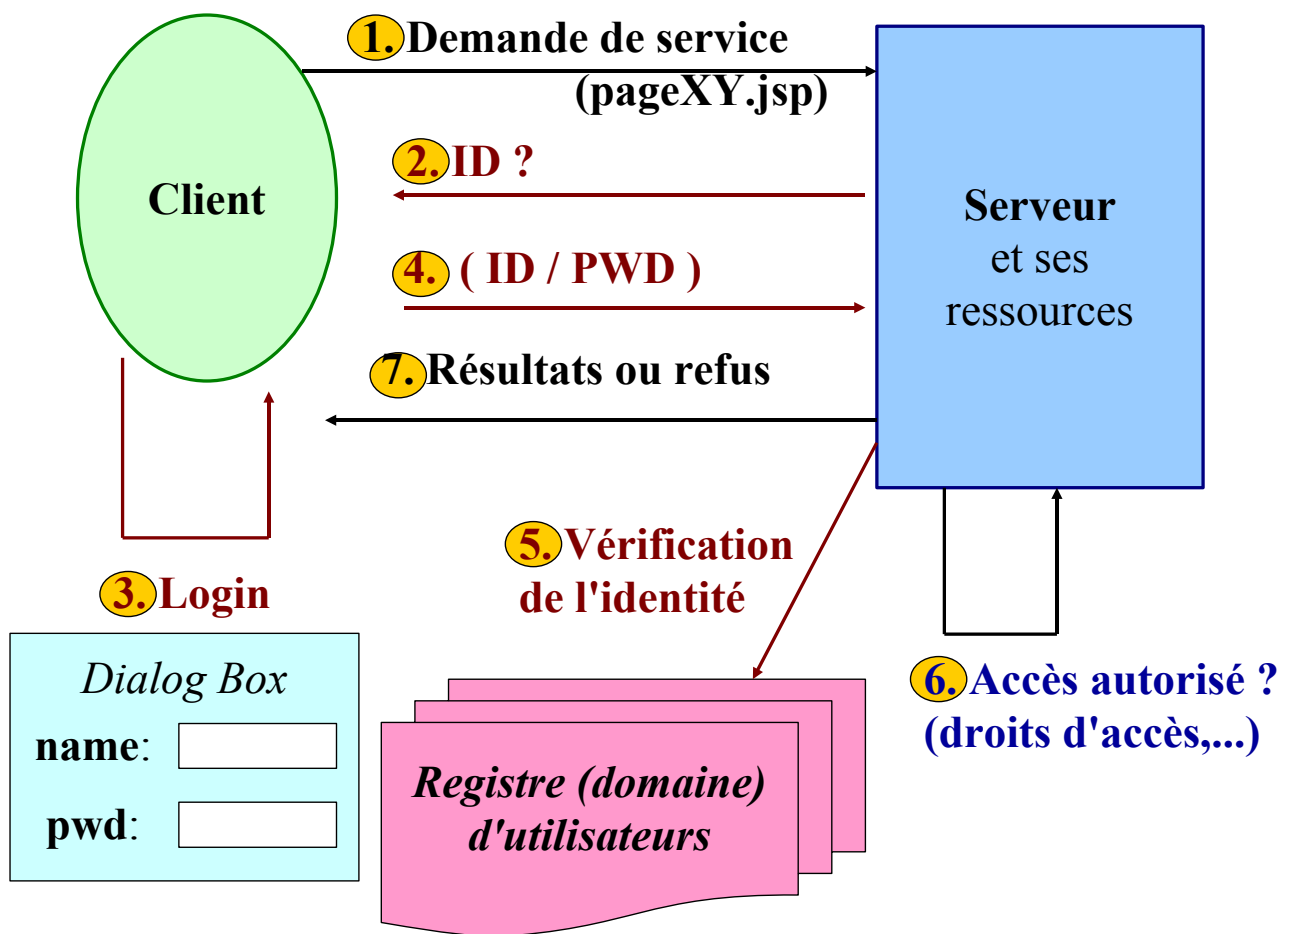 1. Demande de service
(pageXY.jsp)
2. ID ?
Client
Serveur
et ses
ressources
4. ( ID / PWD )
7. Résultats ou refus
5. Vérification
de l'identité
3. Login
Dialog Box
name:
pwd:
6. Accès autorisé ?
(droits d'accès,...)
Registre (domaine)
d'utilisateurs